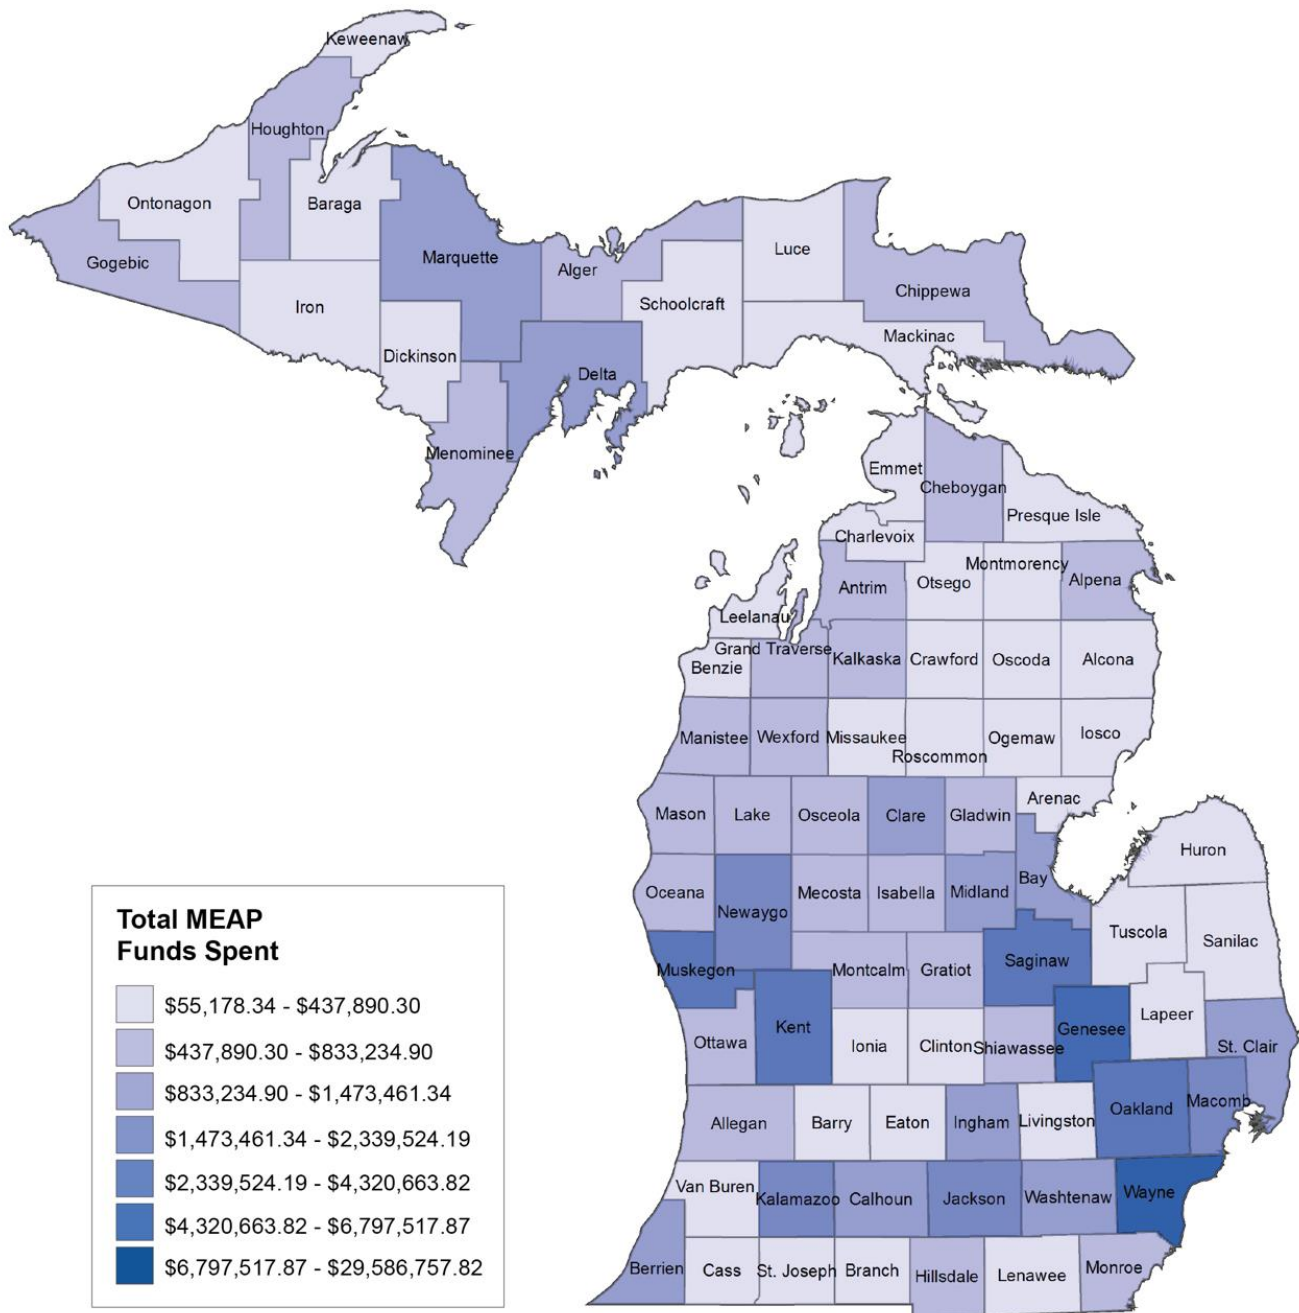 Keweenaw
Houghton
Ontonagon
Baraga
Gogebic
Marquette
Iron
Alger
Luce
Schoolcraft
Chippewa
Mackinac
Dickinson
Delta
Menominee
Emmet
Cheboygan
Presque Isle
Charlevoix
Montmorency
Antrim
Otsego
Alpena
Leelanau
Grand Traverse
Benzie
Kalkaska
Crawford
Oscoda
Alcona
Manistee
Wexford
Missaukee
Roscommon
Ogemaw
Iosco
Arenac
Mason
Lake
Osceola
Clare
Gladwin
Huron
Bay
Oceana
Newaygo
Mecosta
Isabella
Midland
Tuscola
Sanilac
Muskegon
Montcalm
Gratiot
Saginaw
Lapeer
Genesee
Kent
Ottawa
Ionia
Clinton
Shiawassee
St. Clair
Allegan
Barry
Eaton
Ingham
Livingston
Oakland
Macomb
Van Buren
Kalamazoo
Calhoun
Jackson
Washtenaw
Wayne
Berrien
Cass
St. Joseph
Branch
Hillsdale
Lenawee
Monroe
Total MEAP
Funds Spent
$55,178.34 - $437,890.30
$437,890.30 - $833,234.90
$833,234.90 - $1,473,461.34
$1,473,461.34 - $2,339,524.19
$2,339,524.19 - $4,320,663.82
$4,320,663.82 - $6,797,517.87
$6,797,517.87 - $29,586,757.82